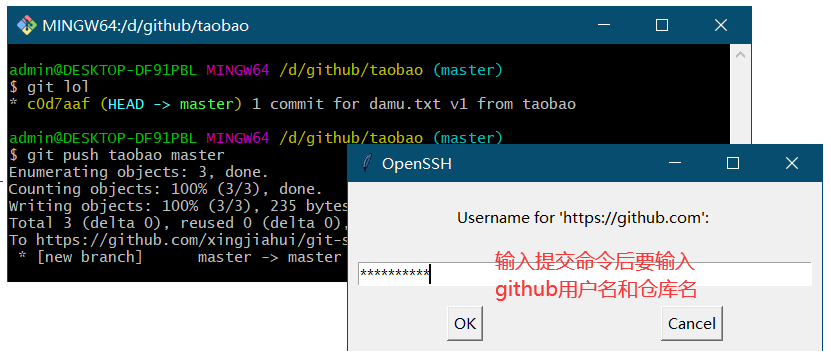 MINGW64:/d/github/taobao
admin@DESKTOP-DF91PBL MINGW64 /d/github/taobao (master)
$ git lol
* c0d7aaf (HEAD -> master) 1 commit for damu.txt v1 from taobao
admin@DESKTOP-DF91PBL MINGW64 /d/github/taobao (master)
$ git push taobao master
Enumerating objects: 3, done.
Counting objects: 100% (3/3), done.
Writing objects: 100% (3/3), 235 bytes
Total 3 (delta 0), reused 0 (delta 0),
To https://github.com/xingjiahui/git-s
* [new branch]      master -> master
OpenSSH
Username for 'https://github.com':
**********
输入提交命令后要输入
github用户名和仓库名
OK
Cancel